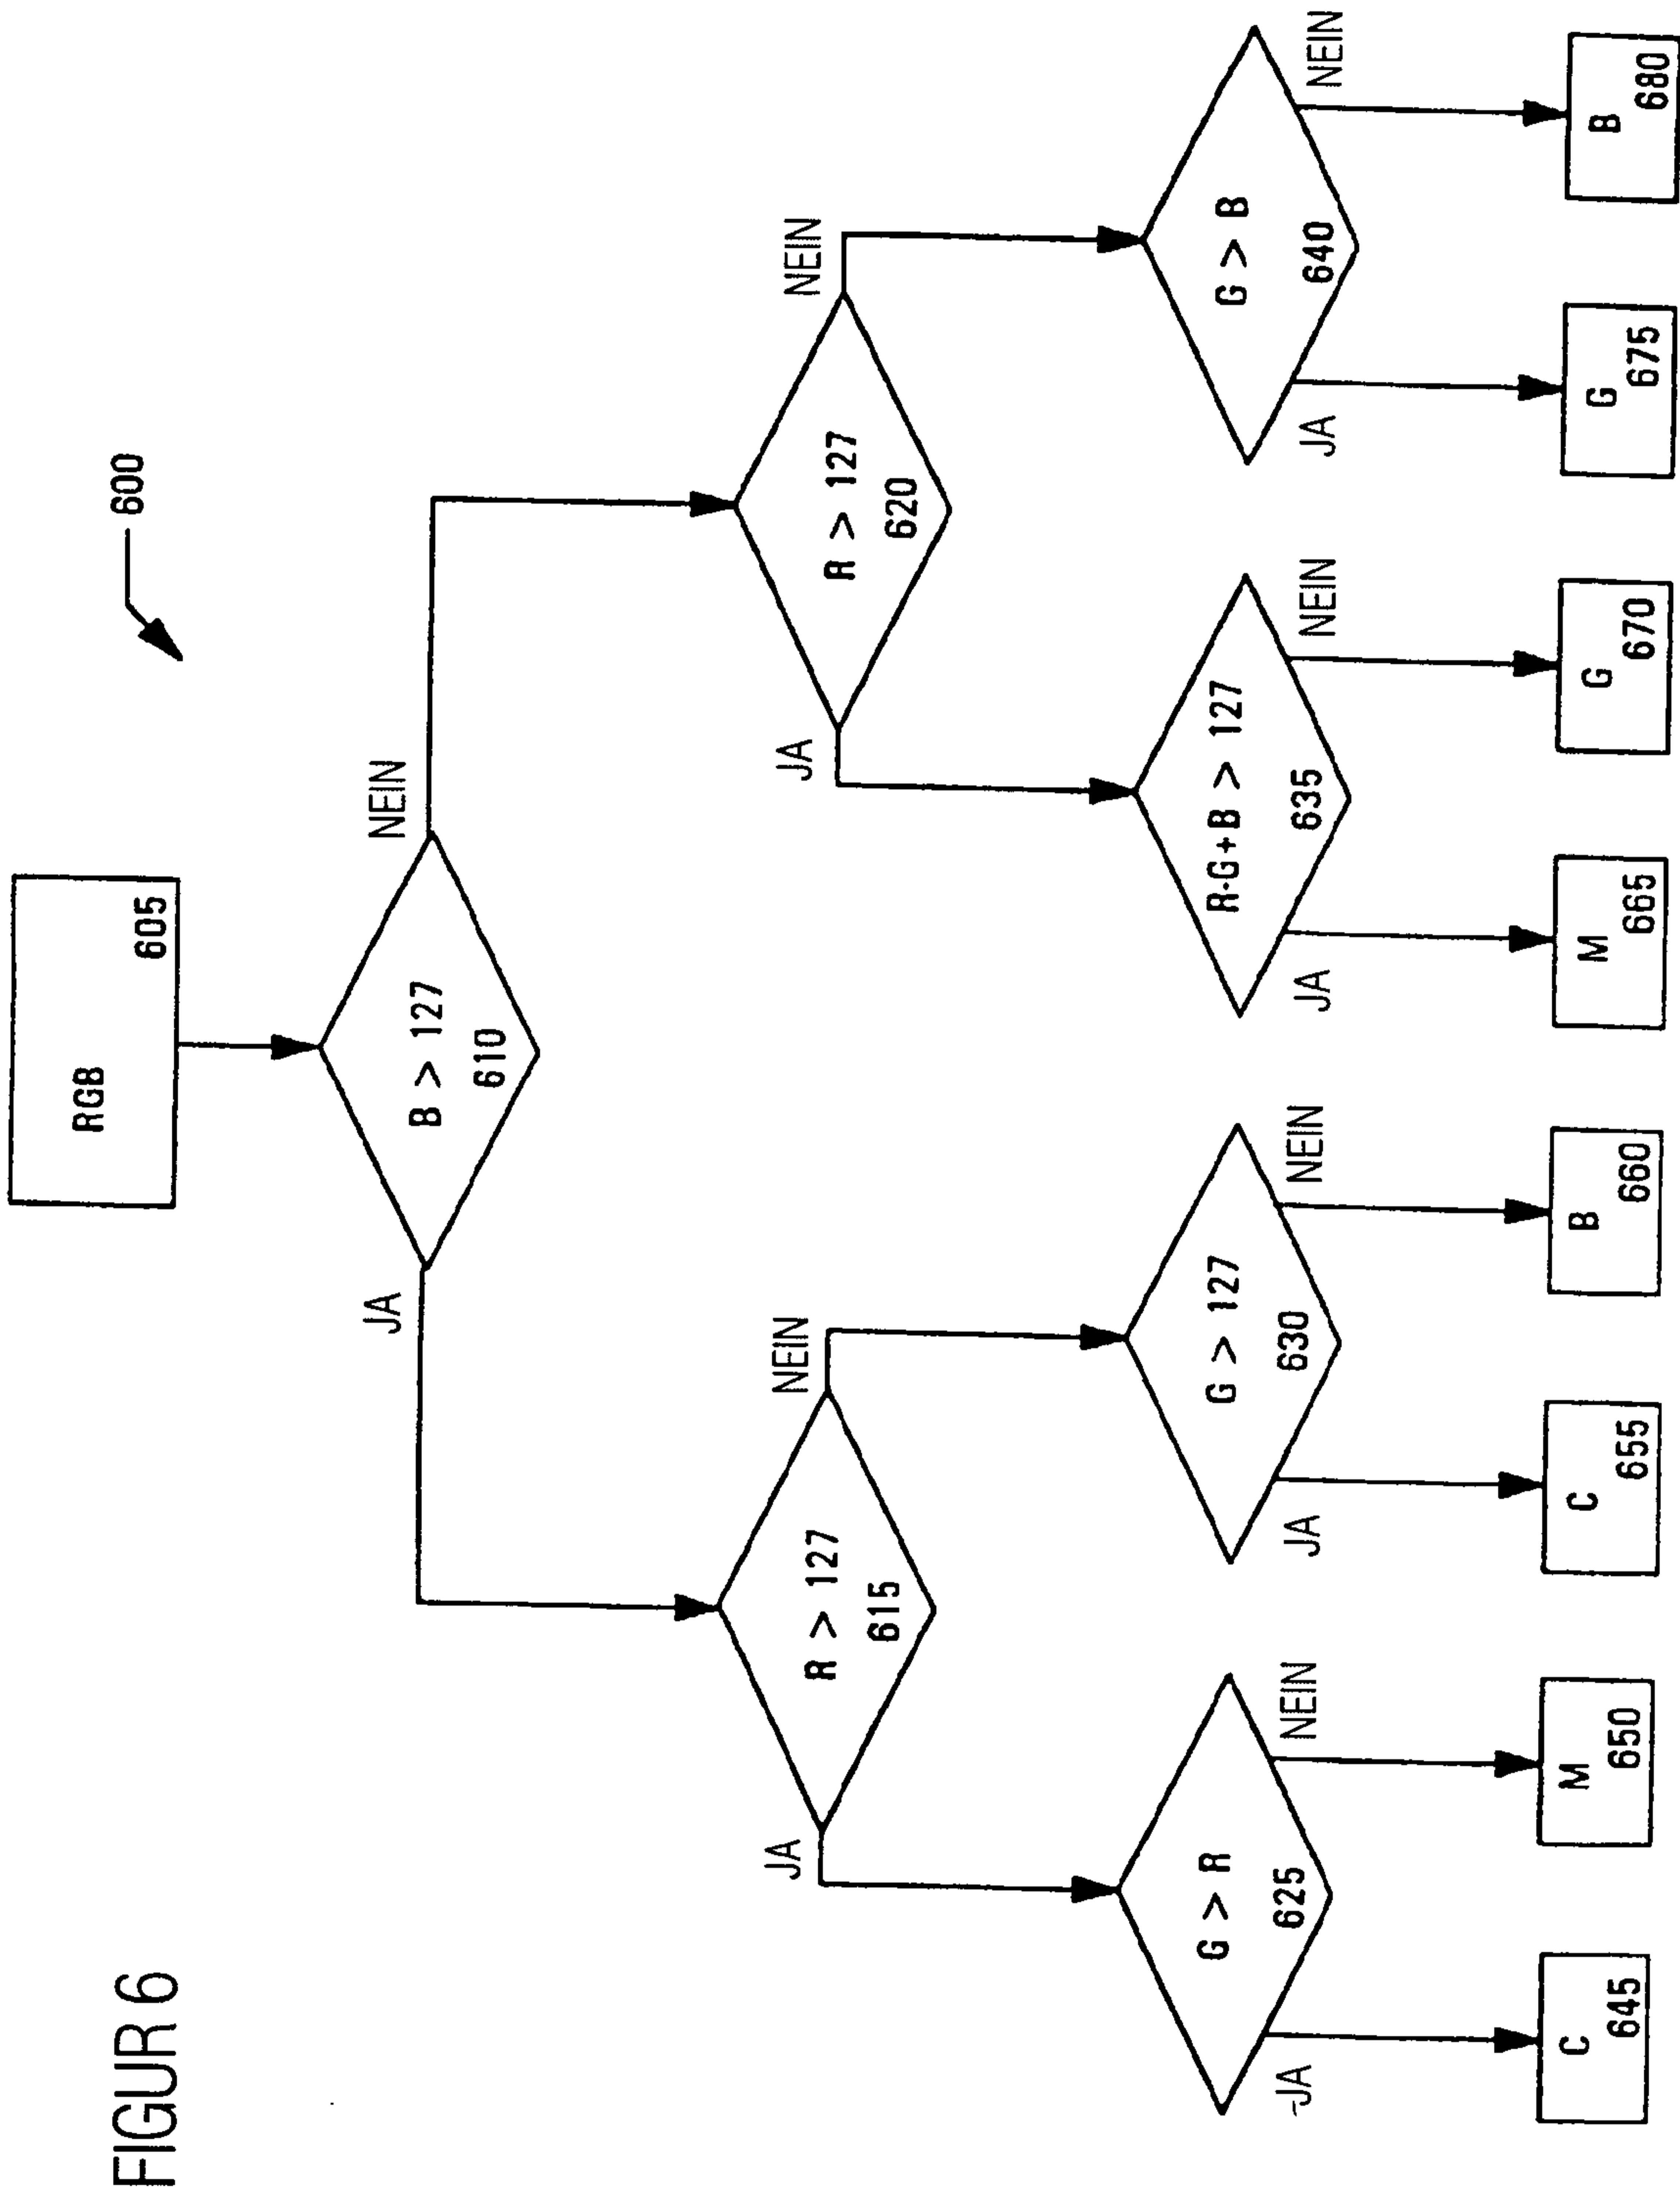 FIGUR 6
600
RGB
605
B > 127
610
JA
NEIN
R > 127
615
JA
NEIN
R > 127
620
JA
NEIN
G > R
625
JA
NEIN
G > 127
630
JA
NEIN
R-G+B > 127
635
JA
NEIN
G > B
640
JA
NEIN
C
645
M
650
C
655
B
660
M
665
G
670
G
675
B
680